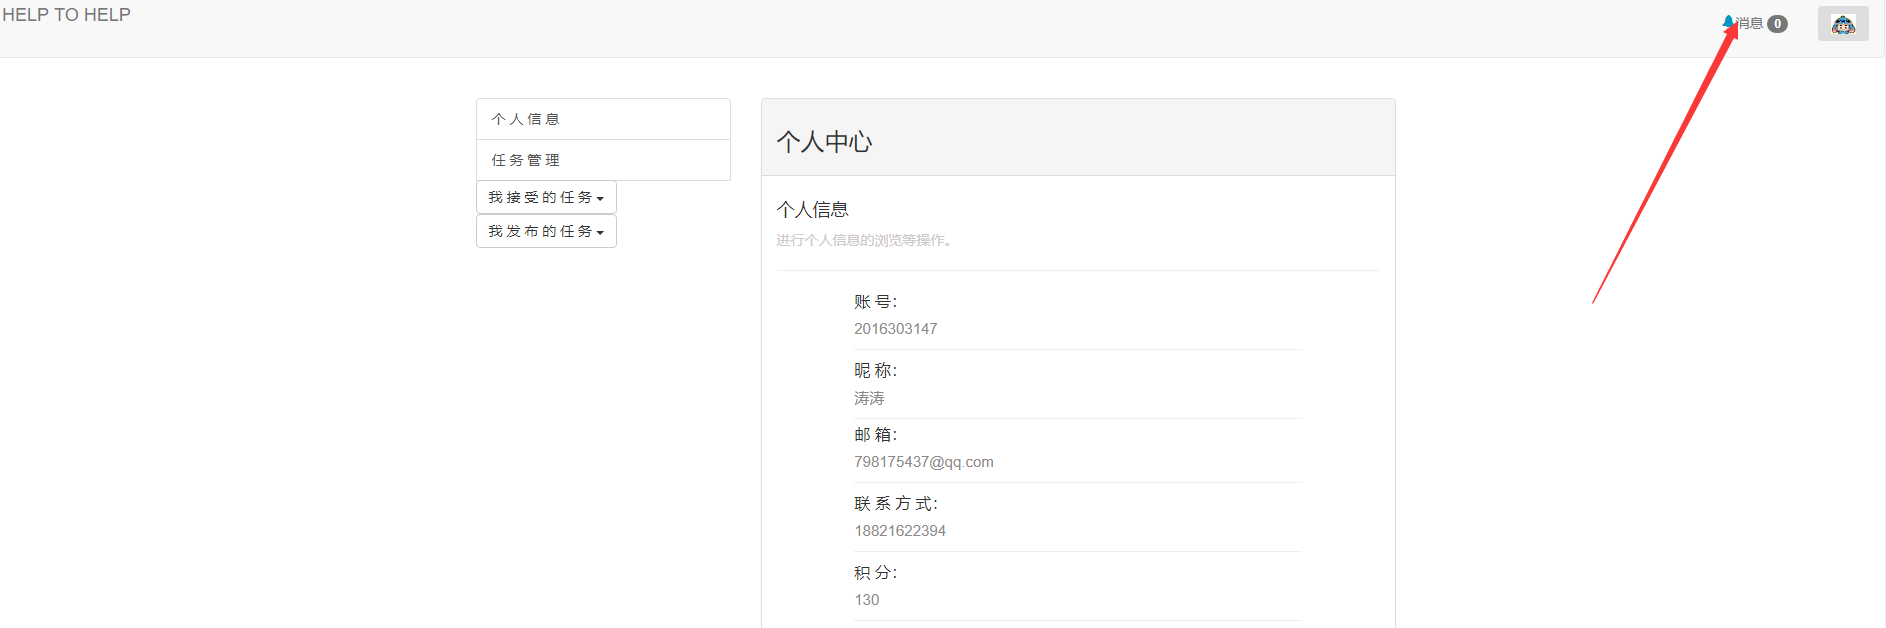 HELP TO HELP
消息 0
个人信息
任务管理
我接受的任务
我发布的任务
个人中心
个人信息
进行个人信息的浏览等操作。
账号:
2016303147
昵称:
涛涛
邮箱:
798175437@qq.com
联系方式:
18821622394
积分:
130